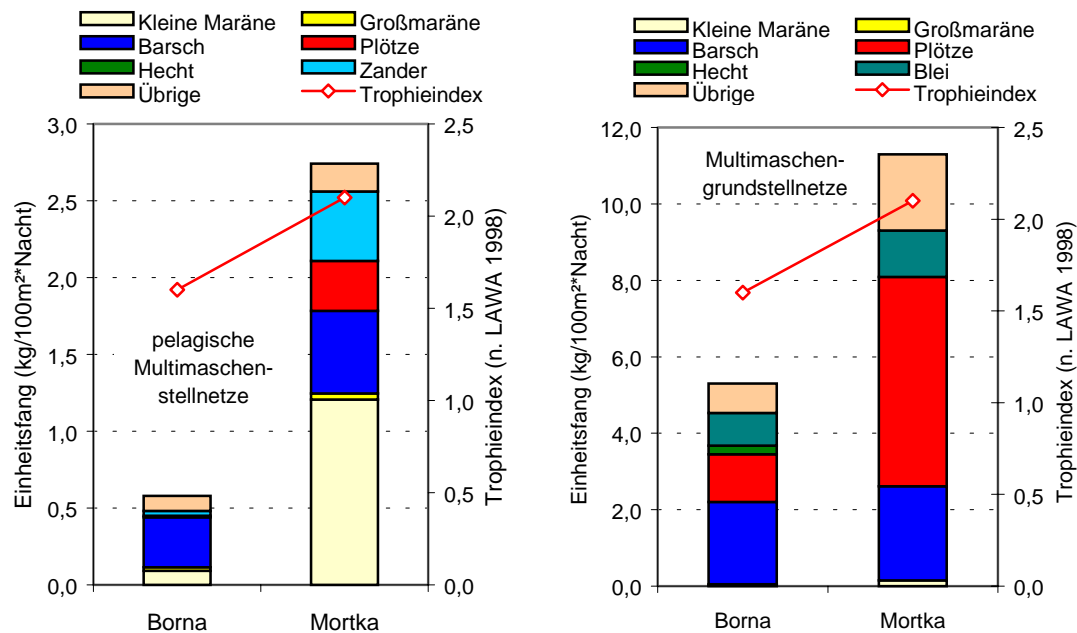 Kleine Maräne Großmaräne
Barsch Plötze
Hecht Zander
Übrige Trophieindex
3,0
2,5
2,0
1,5
1,0
0,5
0,0
Einheitsfang (kg/100m²*Nacht)
pelagische
Multimaschen-
stellnetze
2,5
2,0
1,5
1,0
0,5
0,0
Trophieindex (n. LAWA 1998)
Borna Mortka
Kleine Maräne Großmaräne
Barsch Plötze
Hecht Blei
Übrige Trophieindex
12,0
10,0
8,0
6,0
4,0
2,0
0,0
Einheitsfang (kg/100m²*Nacht)
Multimaschen-
grundstellnetze
2,5
2,0
1,5
1,0
0,5
0,0
Trophieindex (n. LAWA 1998)
Borna Mortka